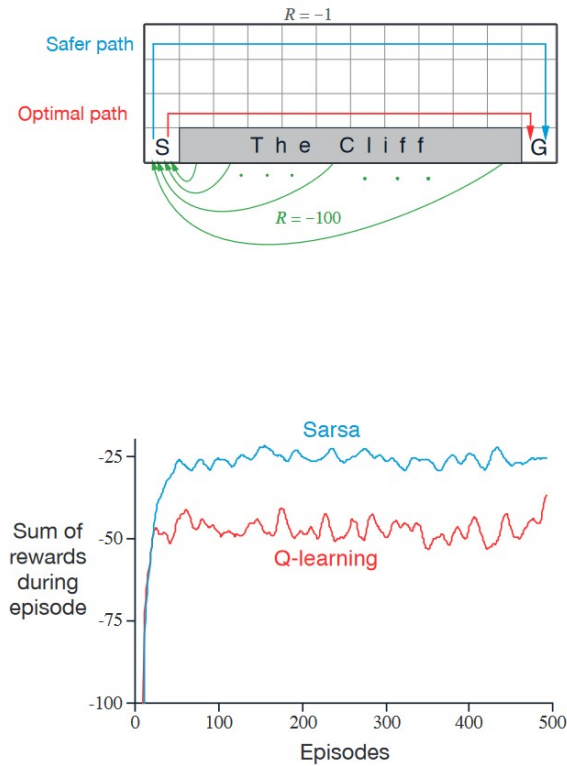 R = −1
Safer path
Optimal path
S
The Cliff
G
R = −100
Sarsa
-25
Q-learning
-50
Sum of
rewards
during
episode
-75
-100
0 100 200 300 400 500
Episodes